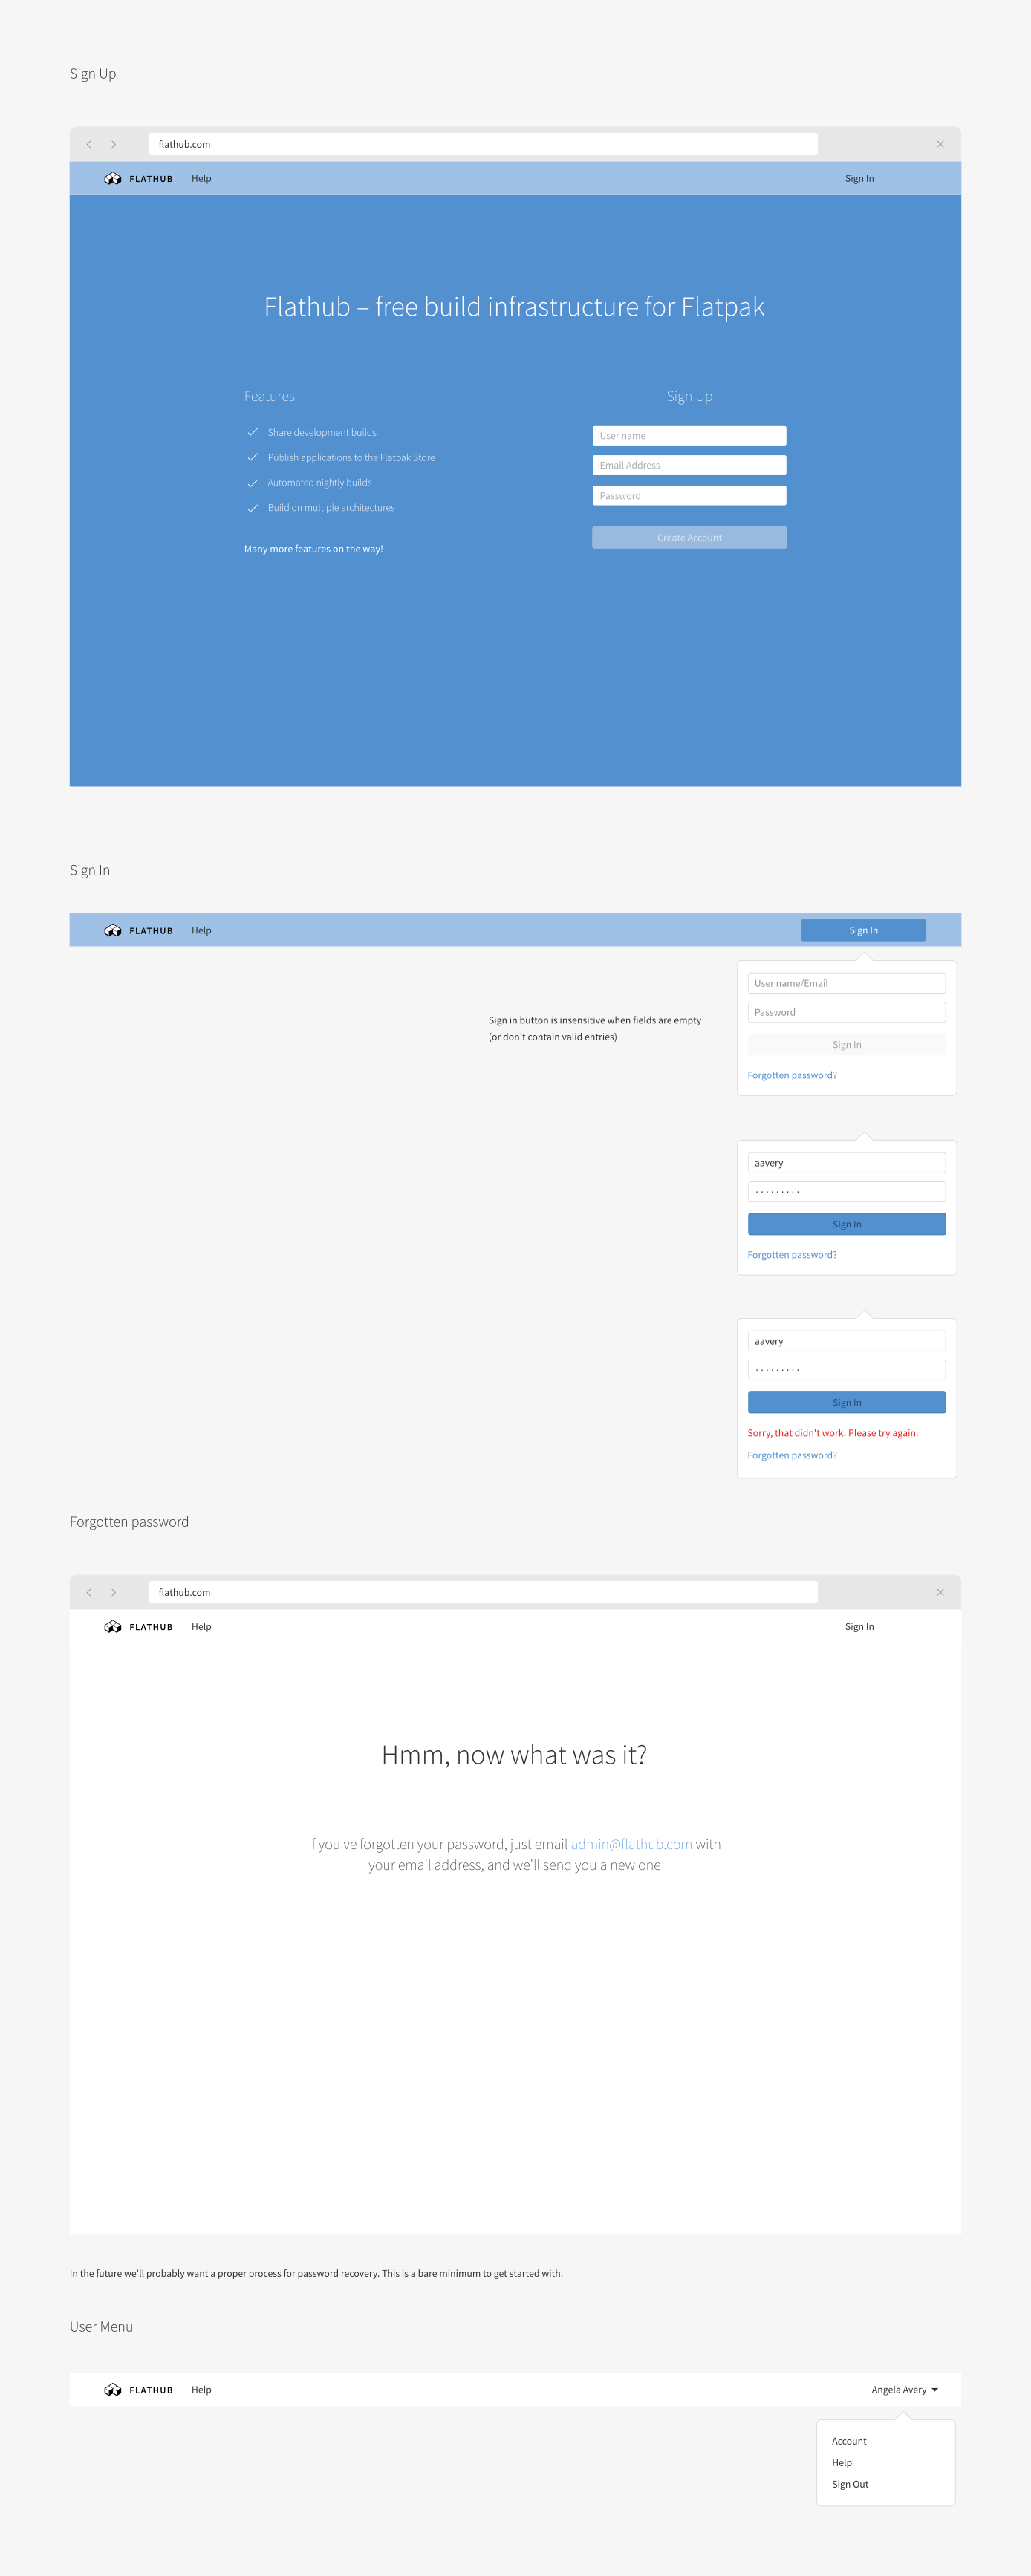 Sign Up
flathub.com
FLATHUB Help Sign In
Flathub – free build infrastructure for Flatpak
Features
Share development builds
Publish applications to the Flatpak Store
Automated nightly builds
Build on multiple architectures
Many more features on the way!
Sign Up
User name
Email Address
Password
Create Account
Sign In
FLATHUB Help Sign In
Sign in button is insensitive when fields are empty
(or don't contain valid entries)
User name/Email
Password
Sign In
Forgotten password?
aavery
·········
Sign In
Forgotten password?
aavery
·········
Sign In
Sorry, that didn't work. Please try again.
Forgotten password?
Forgotten password
flathub.com
FLATHUB Help Sign In
Hmm, now what was it?
If you've forgotten your password, just email admin@flathub.com with
your email address, and we'll send you a new one
In the future we'll probably want a proper process for password recovery. This is a bare minimum to get started with.
User Menu
FLATHUB Help Angela Avery
Account
Help
Sign Out